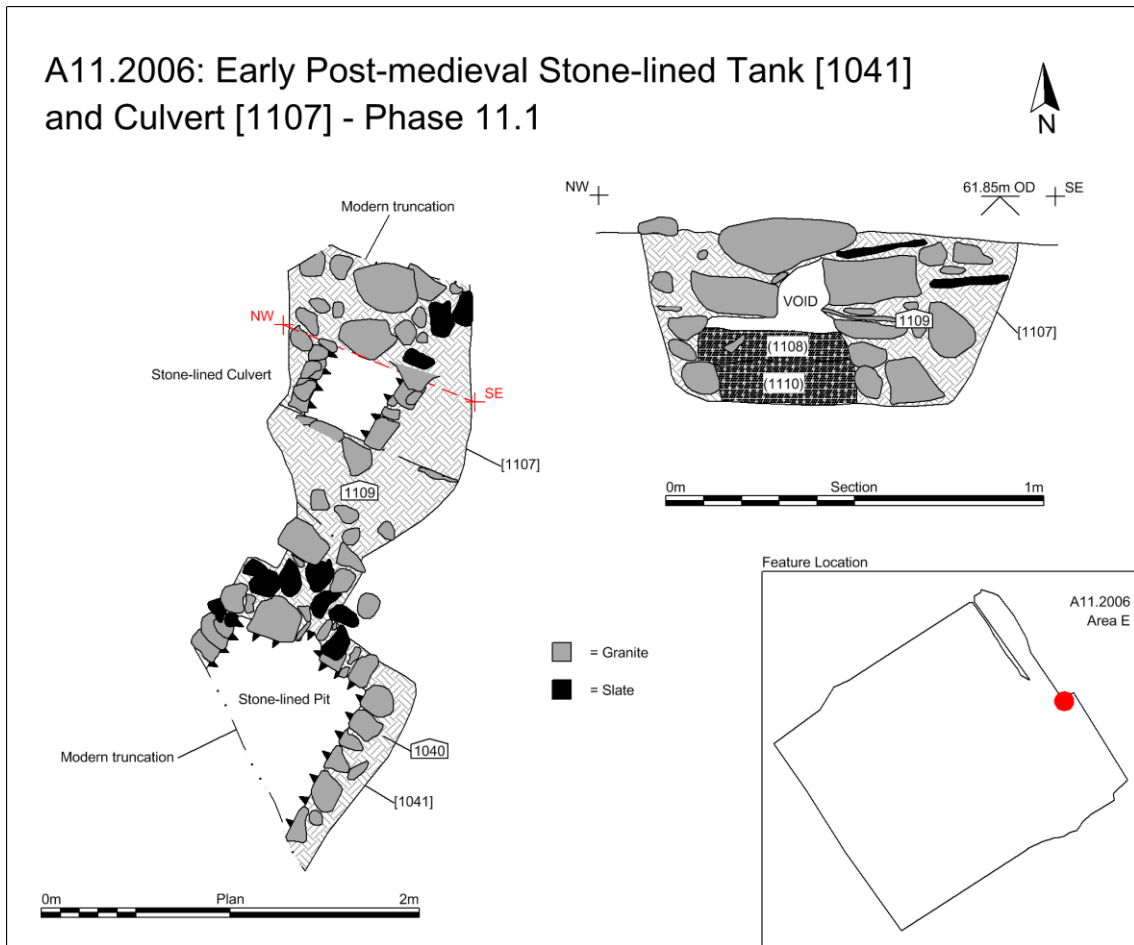 A11.2006: Early Post-medieval Stone-lined Tank [1041]
and Culvert [1107] - Phase 11.1
N
Modern truncation
NW
Stone-lined Culvert
SE
[1107]
1109
Stone-lined Pit
Modern truncation
1040
[1041]
0m Plan 2m
NW
61.85m OD
SE
VOID
1109
[1107]
(1108)
(1110)
0m Section 1m
= Granite
= Slate
Feature Location
A11.2006
Area E